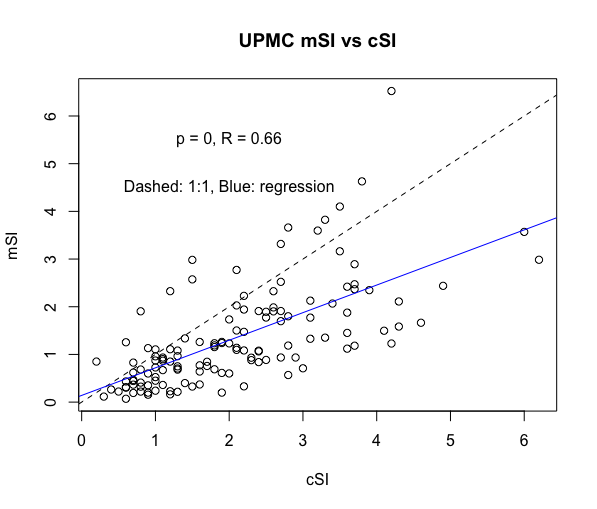 UPMC mSI vs cSI
p = 0, R = 0.66
Dashed: 1:1, Blue: regression
mSI
6
5
4
3
2
1
0
0 1 2 3 4 5 6
cSI